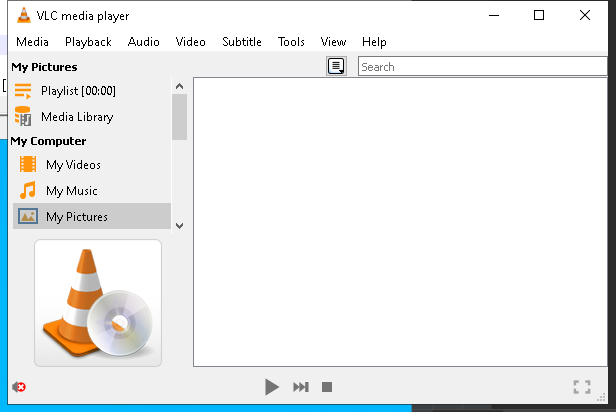 VLC media player
Media Playback Audio Video Subtitle Tools View Help
My Pictures
Search
Playlist [00:00]
Media Library
My Computer
My Videos
My Music
My Pictures